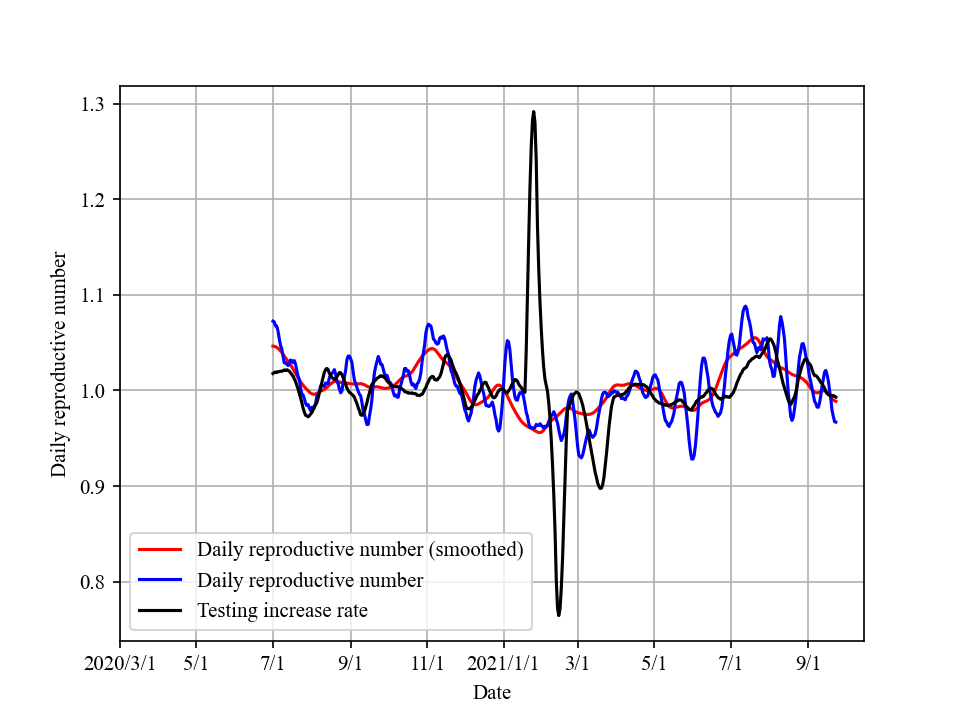 1.3
1.2
1.1
1.0
0.9
0.8
Daily reproductive number
Daily reproductive number (smoothed)
Daily reproductive number
Testing increase rate
2020/3/1 5/1 7/1 9/1 11/1 2021/1/1 3/1 5/1 7/1 9/1
Date